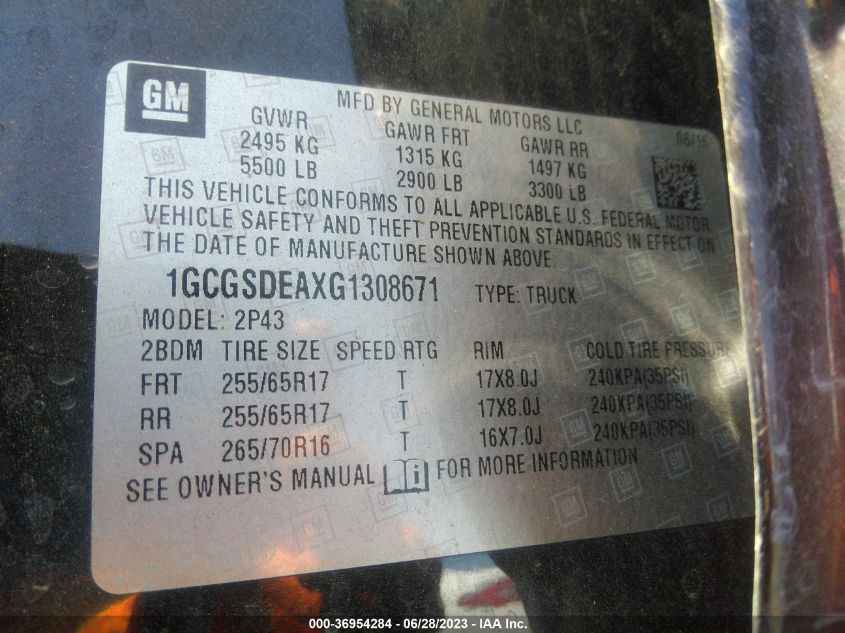 GM
MFD BY GENERAL MOTORS LLC
GVWR GAWR FRT GAWR RR 08/16
2495 KG 1315 KG 1497 KG
5500 LB 2900 LB 3300 LB
THIS VEHICLE CONFORMS TO ALL APPLICABLE U.S. FEDERAL MOTOR
VEHICLE SAFETY AND THEFT PREVENTION STANDARDS IN EFFECT ON
THE DATE OF MANUFACTURE SHOWN ABOVE.
1GCGSDEAXG1308671 TYPE: TRUCK
MODEL: 2P43
2BDM TIRE SIZE SPEED RTG RIM COLD TIRE PRESSURE
FRT 255/65R17 T 17X8.0J 240KPA(35PSI)
RR 255/65R17 T 17X8.0J 240KPA(35PSI)
SPA 265/70R16 T 16X7.0J 240KPA(35PSI)
SEE OWNER'S MANUAL i FOR MORE INFORMATION
000-36954284 - 06/28/2023 - IAA Inc.